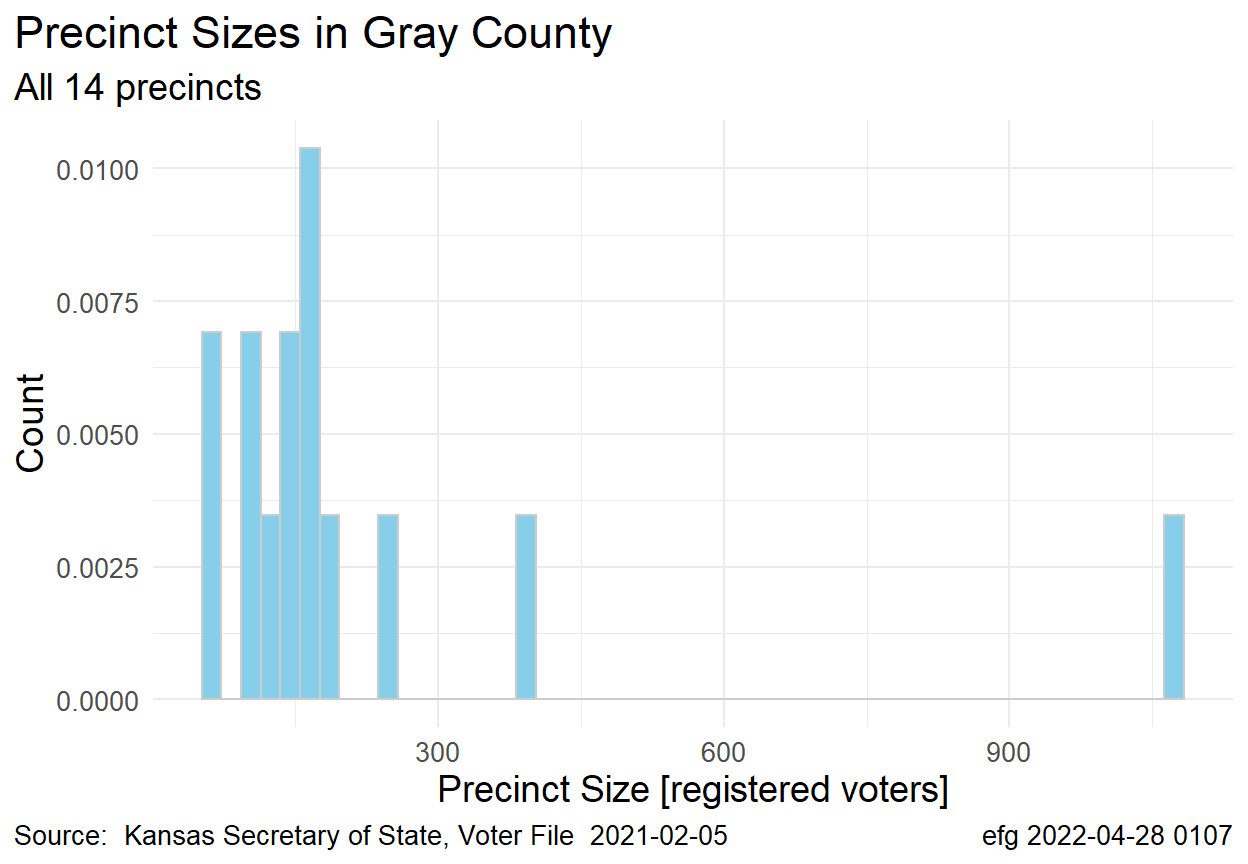 Precinct Sizes in Gray County
All 14 precincts
0.0100
0.0075
0.0050
0.0025
0.0000
Count
300 600 900
Precinct Size [registered voters]
Source:  Kansas Secretary of State, Voter File  2021-02-05
efg 2022-04-28 0107